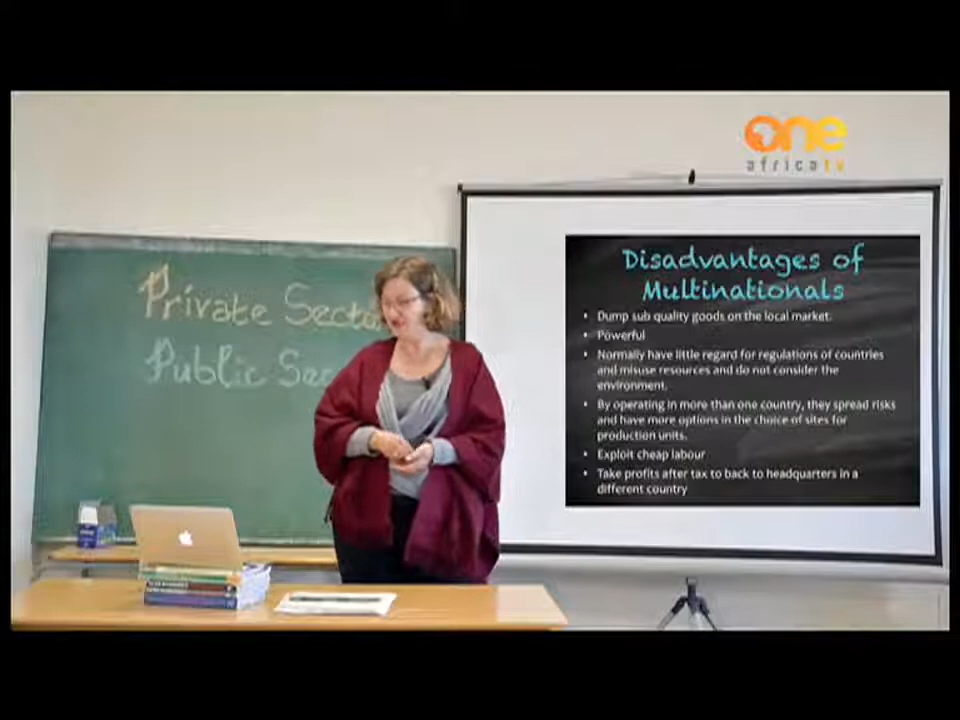 one
africa tv
Private Sector
Public Sec
Disadvantages of
Multinationals
• Dump sub quality goods on the local market.
• Powerful
• Normally have little regard for regulations of countries
and misuse resources and do not consider the
environment.
• By operating in more than one country, they spread risks
and have more options in the choice of sites for
production units.
• Exploit cheap labour
• Take profits after tax to back to headquarters in a
different country